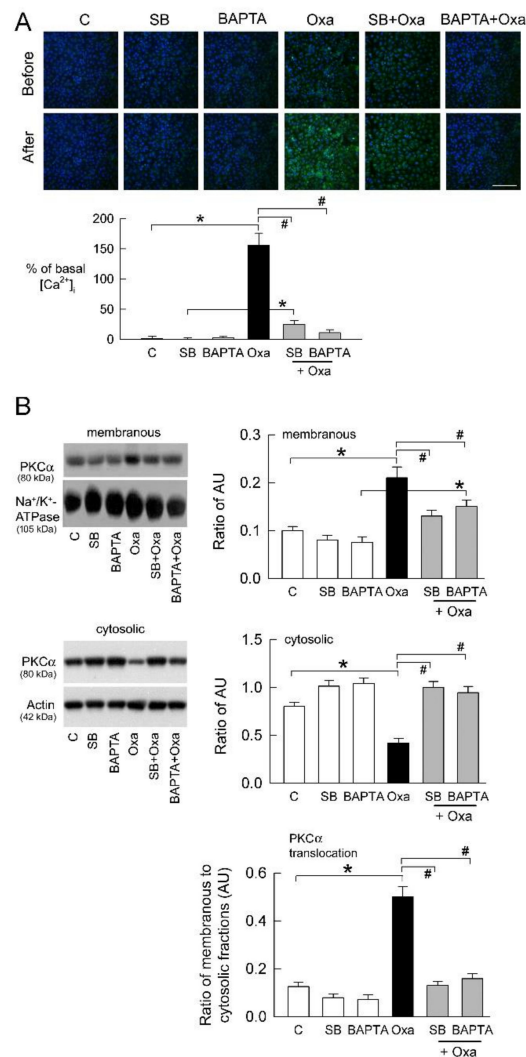 A
C SB BAPTA Oxa SB+Oxa BAPTA+Oxa
Before
After
% of basal
[Ca²⁺]ᵢ
200
150
100
50
0
*
#
#
*
C SB BAPTA Oxa SB BAPTA
+ Oxa
B
membranous
PKCα
(80 kDa)
Na⁺/K⁺-
ATPase
(105 kDa)
C SB BAPTA Oxa SB+Oxa BAPTA+Oxa
membranous
Ratio of AU
0.3
0.2
0.1
0.0
*
#
#
*
C SB BAPTA Oxa SB BAPTA
+ Oxa
cytosolic
PKCα
(80 kDa)
Actin
(42 kDa)
C SB BAPTA Oxa SB+Oxa BAPTA+Oxa
cytosolic
Ratio of AU
1.5
1.0
0.5
0.0
*
#
#
C SB BAPTA Oxa SB BAPTA
+ Oxa
PKCα
translocation
Ratio of membranous to
cytosolic fractions (AU)
0.6
0.4
0.2
0.0
*
#
#
C SB BAPTA Oxa SB BAPTA
+ Oxa